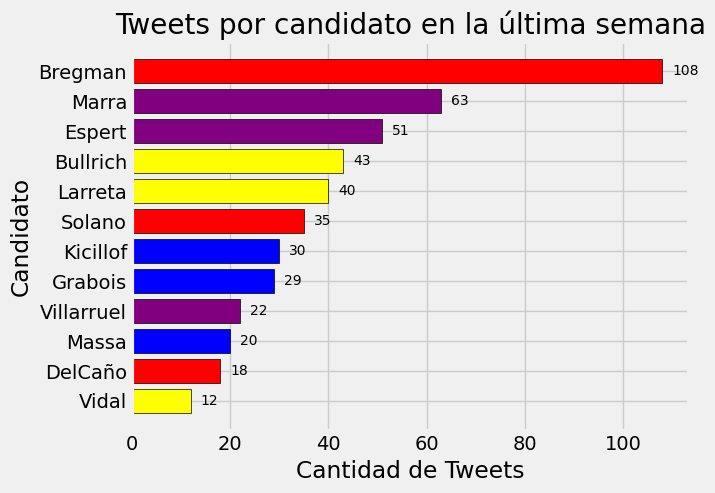 Tweets por candidato en la última semana
Candidato
Bregman 108
Marra 63
Espert 51
Bullrich 43
Larreta 40
Solano 35
Kicillof 30
Grabois 29
Villarruel 22
Massa 20
DelCaño 18
Vidal 12
0 20 40 60 80 100
Cantidad de Tweets